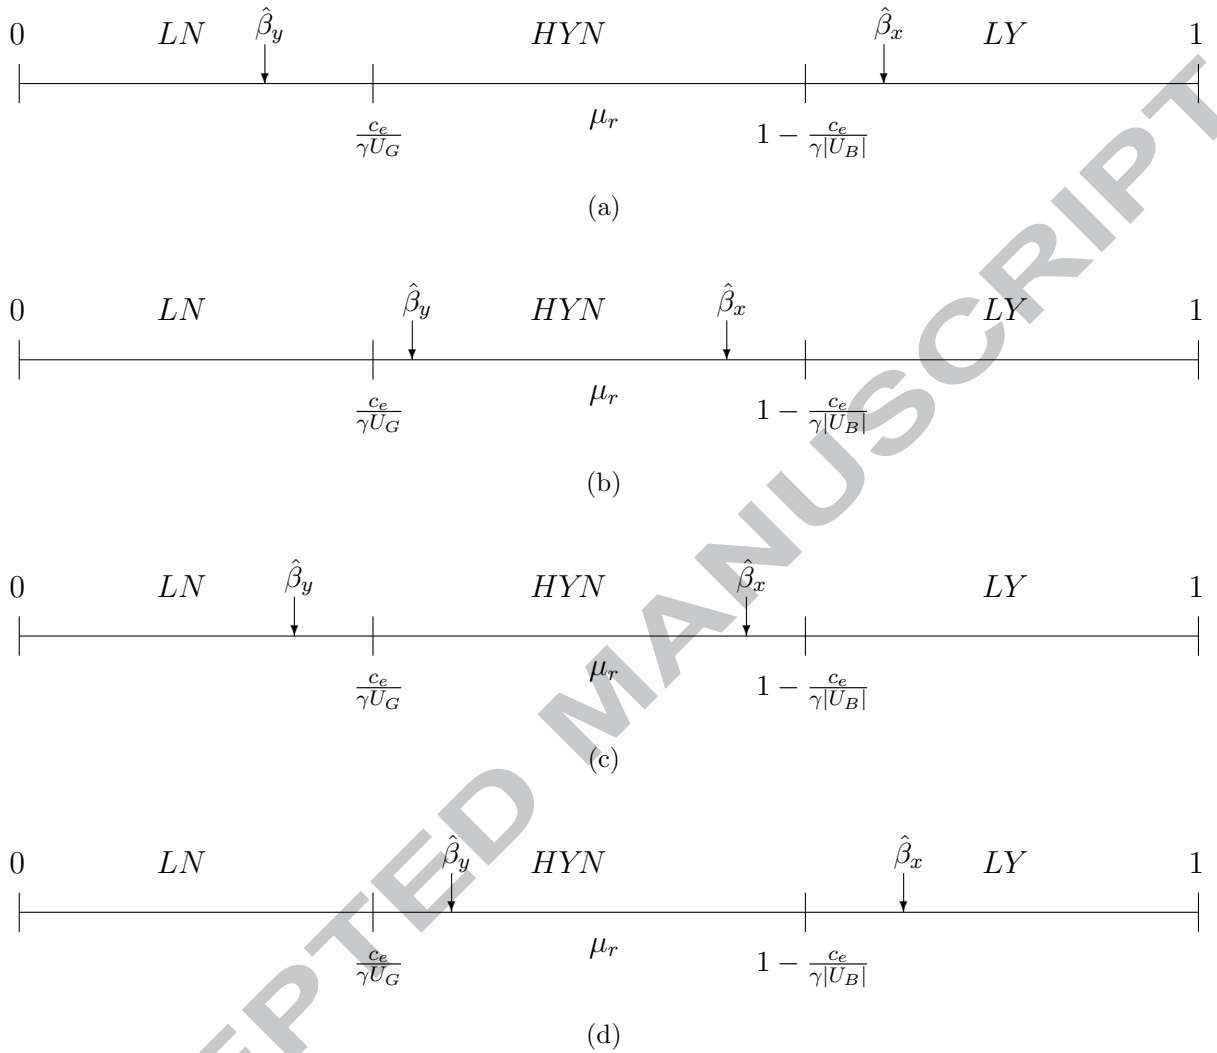 0 LN β̂_y HYN β̂_x LY 1
c_e/γU_G μ_r 1 − c_e/γ|U_B|
(a)
0 LN β̂_y HYN β̂_x LY 1
c_e/γU_G μ_r 1 − c_e/γ|U_B|
(b)
0 LN β̂_y HYN β̂_x LY 1
c_e/γU_G μ_r 1 − c_e/γ|U_B|
(c)
0 LN β̂_y HYN β̂_x LY 1
c_e/γU_G μ_r 1 − c_e/γ|U_B|
(d)
EPTED MANUSCRIPT